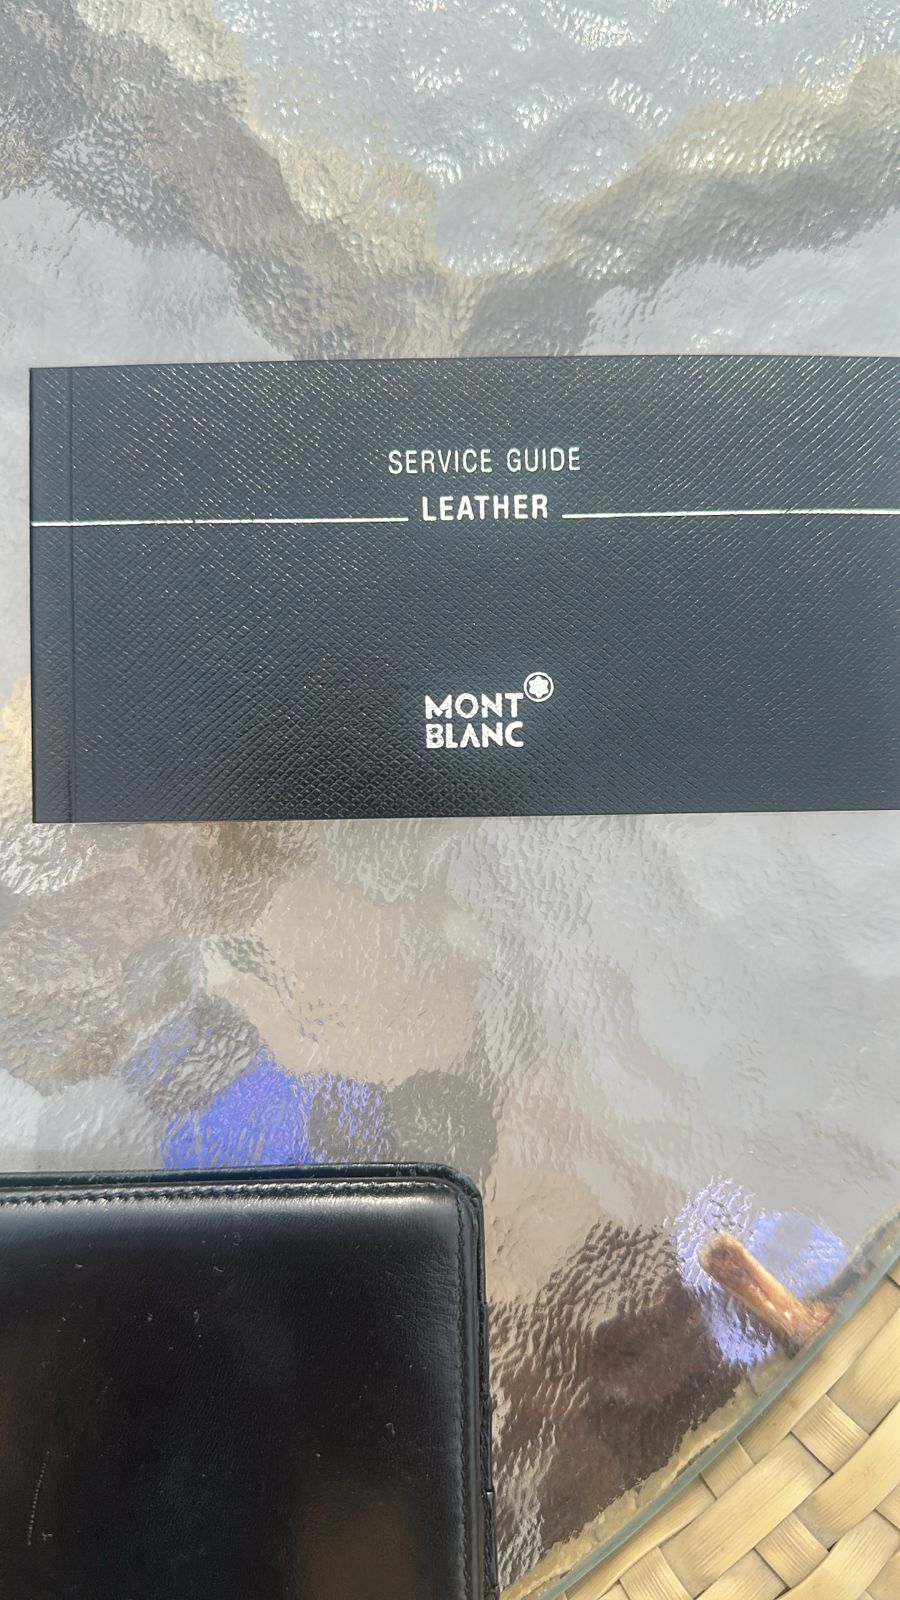 SERVICE GUIDE
LEATHER
MONT
BLANC